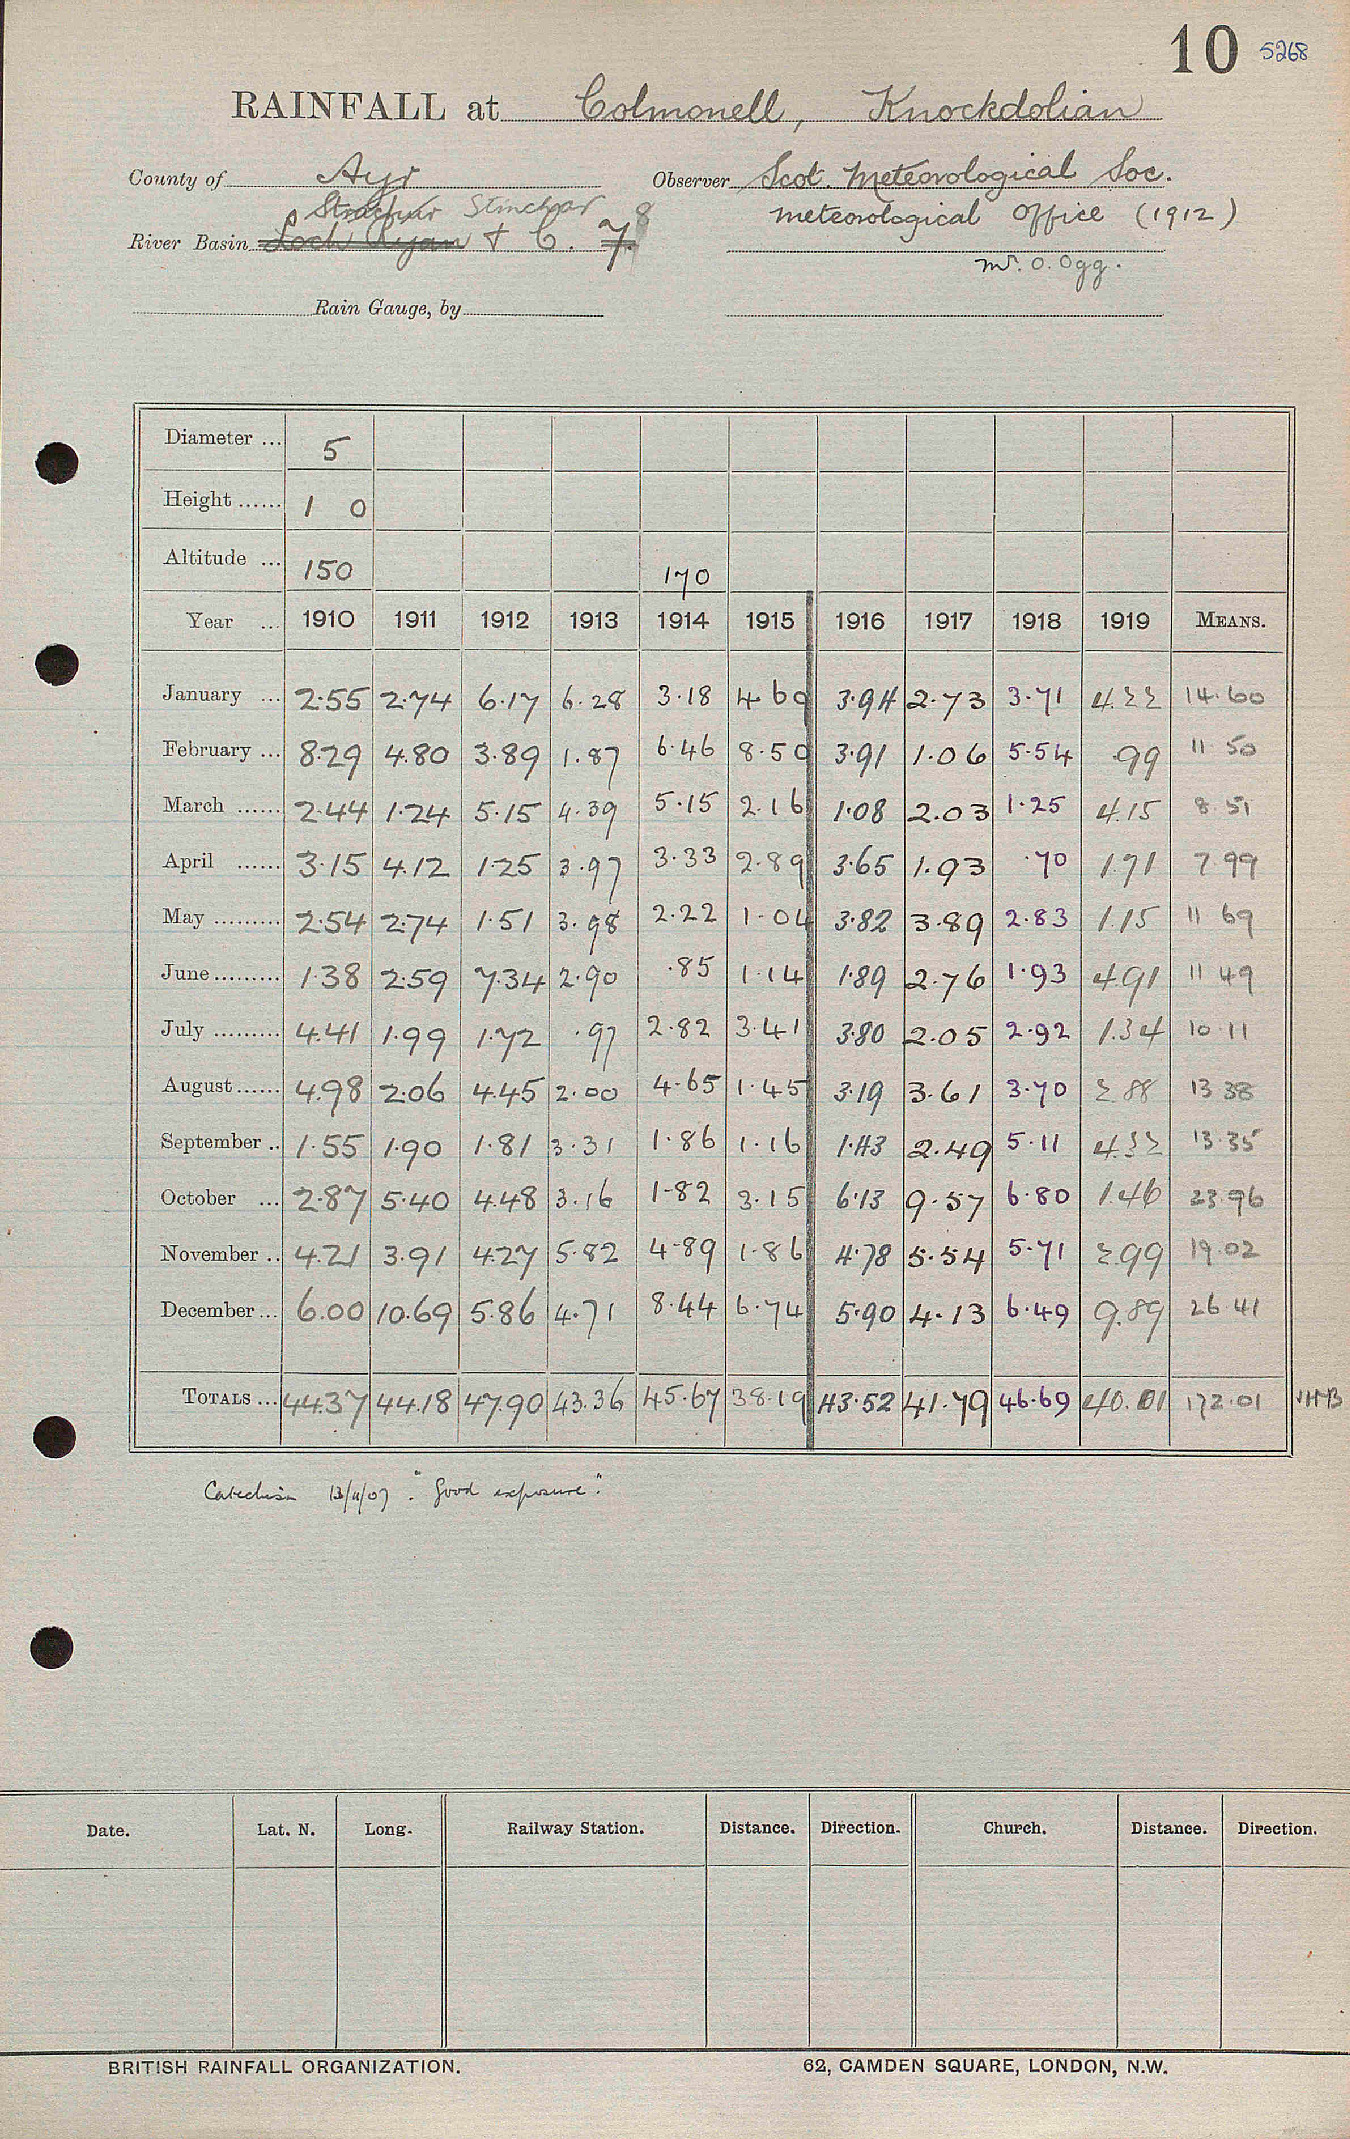 10 5268
RAINFALL at Colmonell, Knockdolian
County of Ayr Observer Scot. Meteorological Soc.
Stinchar Meteorological Office (1912)
River Basin Loch Ryan & C. 7 8
Mr. O. Ogg.
Rain Gauge, by
Diameter ... 5
Height ...... 1 0
Altitude ... 150 170
Year ... 1910 1911 1912 1913 1914 1915 1916 1917 1918 1919 MEANS.
January ... 2.55 2.74 6.17 6.28 3.18 4.69 3.94 2.73 3.71 4.22 14.60
February ... 8.29 4.80 3.89 1.87 6.46 8.50 3.91 1.06 5.54 .99 11 50
March ...... 2.44 1.24 5.15 4.39 5.15 2.16 1.08 2.03 1.25 4.15 8.51
April ...... 3.15 4.12 1.25 3.97 3.33 2.89 3.65 1.93 .70 1.71 7.99
May ......... 2.54 2.74 1.51 3.98 2.22 1.04 3.82 3.89 2.83 1.15 11 69
June ......... 1.38 2.59 7.34 2.90 .85 1.14 1.89 2.76 1.93 4.91 11 49
July ......... 4.41 1.99 1.72 .97 2.82 3.41 3.80 2.05 2.92 1.34 10.11
August ...... 4.98 2.06 4.45 2.00 4.65 1.45 3.19 3.61 3.70 2.88 13 38
September .. 1.55 1.90 1.81 3.31 1.86 1.16 1.43 2.49 5.11 4.32 13.35
October ... 2.87 5.40 4.48 3.16 1.82 3.15 6.13 9.57 6.80 1.46 23.96
November .. 4.21 3.91 4.27 5.82 4.89 1.86 4.78 5.54 5.71 2.99 19.02
December ... 6.00 10.69 5.86 4.71 8.44 6.74 5.90 4.13 6.49 9.89 26.41
TOTALS ... 44.37 44.18 47.90 43.36 45.67 38.19 43.52 41.79 46.69 40.01 172.01
"Good exposure".
Date. Lat. N. Long. Railway Station. Distance. Direction. Church. Distance. Direction.
BRITISH RAINFALL ORGANIZATION. 62, CAMDEN SQUARE, LONDON, N.W.